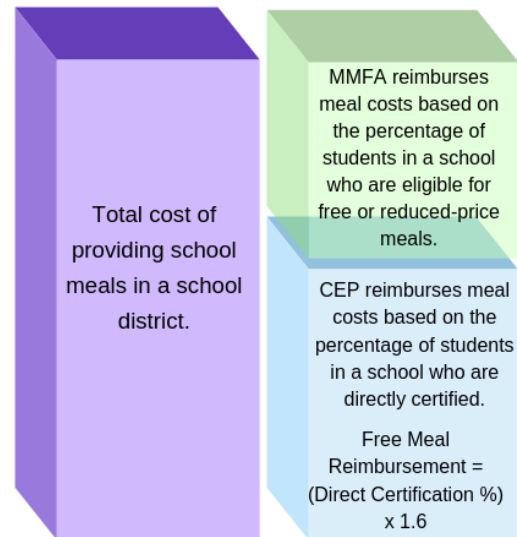 Total cost of
providing school
meals in a school
district.
MMFA reimburses
meal costs based on
the percentage of
students in a school
who are eligible for
free or reduced-price
meals.
CEP reimburses meal
costs based on the
percentage of students
in a school who are
directly certified.
Free Meal
Reimbursement =
(Direct Certification %)
x 1.6